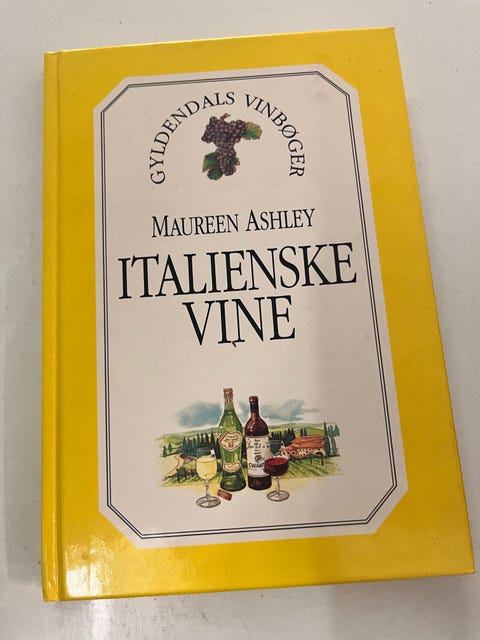 GYLDENDALS VINBØGER
MAUREEN ASHLEY
ITALIENSKE
VINE